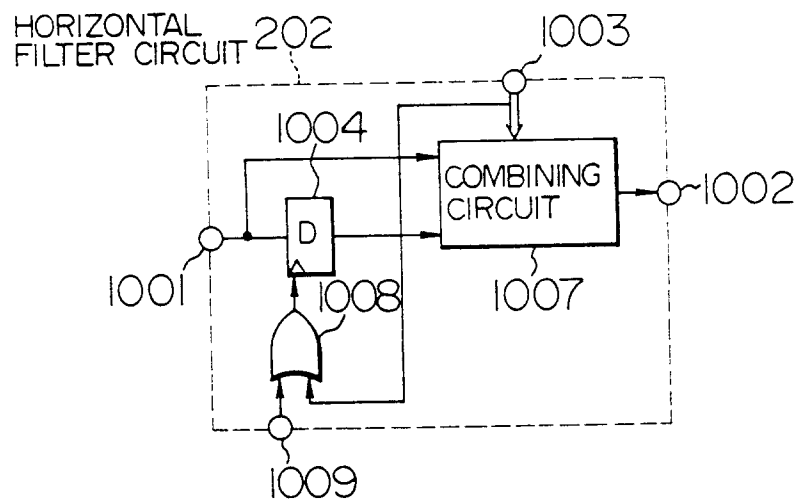 HORIZONTAL
FILTER CIRCUIT 202
1003
1004
COMBINING
CIRCUIT
1002
D
1001
1008
1007
1009